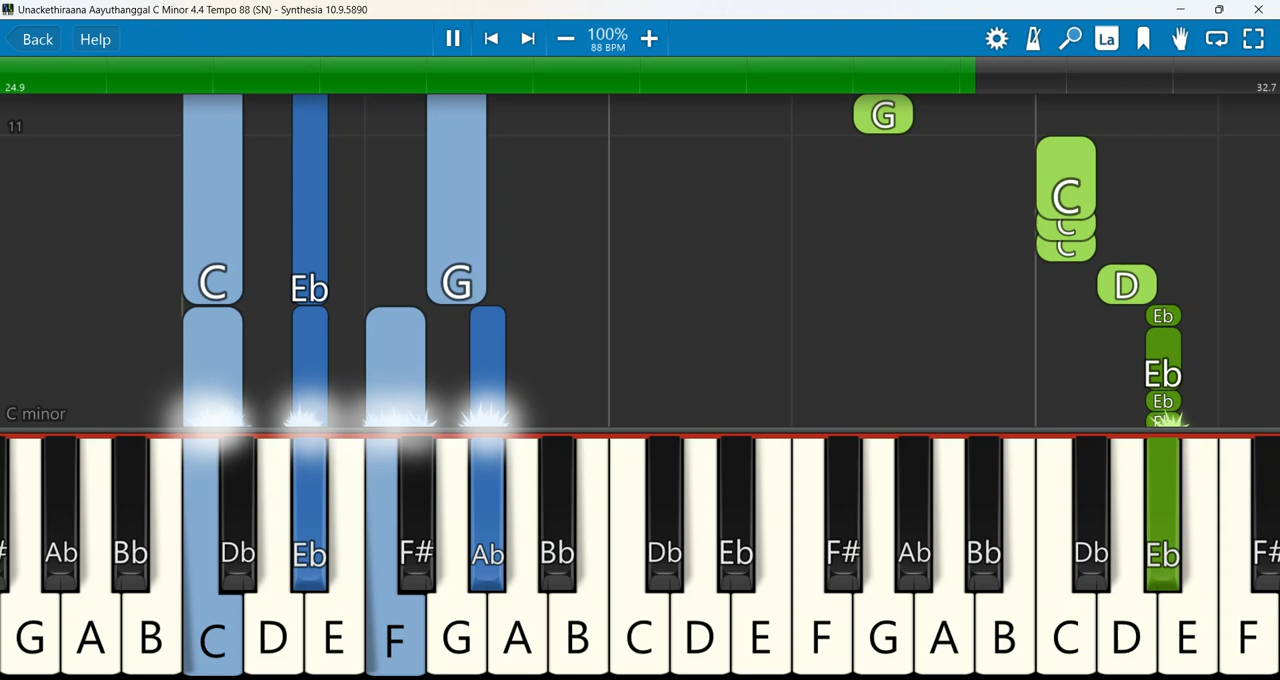 Unackethiraana Aayuthanggal C Minor 4.4 Tempo 88 (SN) - Synthesia 10.9.5890
Back Help 100% La
88 BPM
24.9 32.7
11 G
C
C
C
C Eb G D
Eb
Eb
Eb
C minor
Ab Bb Db Eb F# Ab Bb Db Eb F# Ab Bb Db Eb F#
G A B C D E F G A B C D E F G A B C D E F